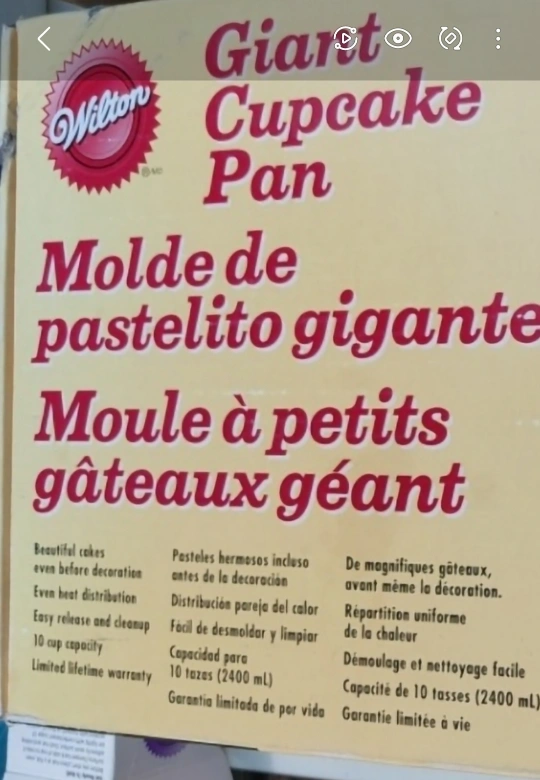 Wilton
Giant
Cupcake
Pan
Molde de
pastelito gigante
Moule à petits
gâteaux géant
Beautiful cakes
even before decoration
Even heat distribution
Easy release and cleanup
10 cup capacity
Limited lifetime warranty
Pasteles hermosos incluso
antes de la decoración
Distribución pareja del calor
Fácil de desmoldar y limpiar
Capacidad para
10 tazas (2400 mL)
Garantía limitada de por vida
De magnifiques gâteaux,
avant même la décoration.
Répartition uniforme
de la chaleur
Démoulage et nettoyage facile
Capacité de 10 tasses (2400 mL)
Garantie limitée à vie